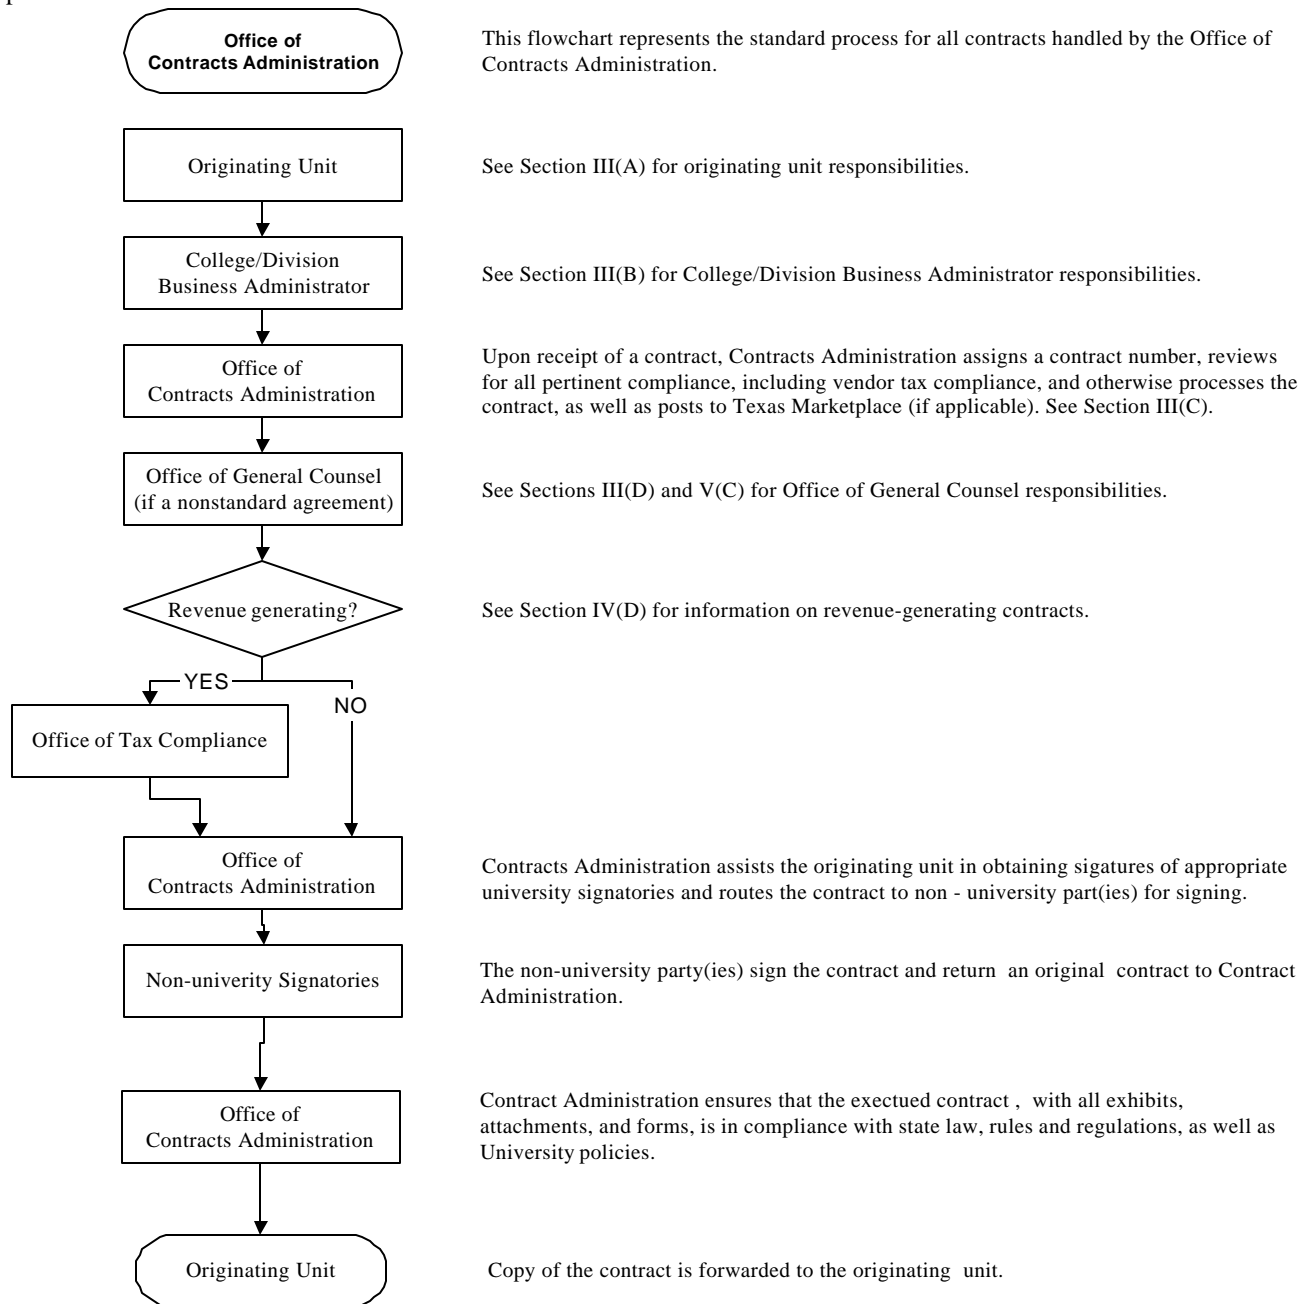 Office of
Contracts Administration
This flowchart represents the standard process for all contracts handled by the Office of
Contracts Administration.
Originating Unit
See Section III(A) for originating unit responsibilities.
College/Division
Business Administrator
See Section III(B) for College/Division Business Administrator responsibilities.
Office of
Contracts Administration
Upon receipt of a contract, Contracts Administration assigns a contract number, reviews
for all pertinent compliance, including vendor tax compliance, and otherwise processes the
contract, as well as posts to Texas Marketplace (if applicable). See Section III(C).
Office of General Counsel
(if a nonstandard agreement)
See Sections III(D) and V(C) for Office of General Counsel responsibilities.
Revenue generating?
See Section IV(D) for information on revenue-generating contracts.
YES
NO
Office of Tax Compliance
Office of
Contracts Administration
Contracts Administration assists the originating unit in obtaining sigatures of appropriate
university signatories and routes the contract to non - university part(ies) for signing.
Non-univerity Signatories
The non-university party(ies) sign the contract and return an original contract to Contract
Administration.
Office of
Contracts Administration
Contract Administration ensures that the exectued contract , with all exhibits,
attachments, and forms, is in compliance with state law, rules and regulations, as well as
University policies.
Originating Unit
Copy of the contract is forwarded to the originating unit.